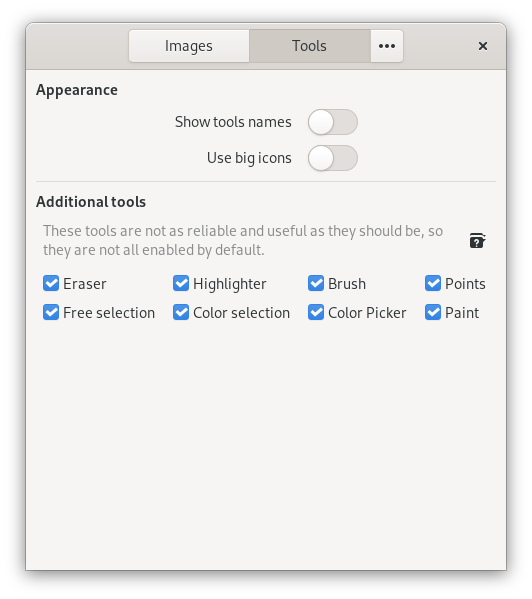 Images Tools
Appearance
Show tools names
Use big icons
Additional tools
These tools are not as reliable and useful as they should be, so
they are not all enabled by default.
Eraser Highlighter Brush Points
Free selection Color selection Color Picker Paint